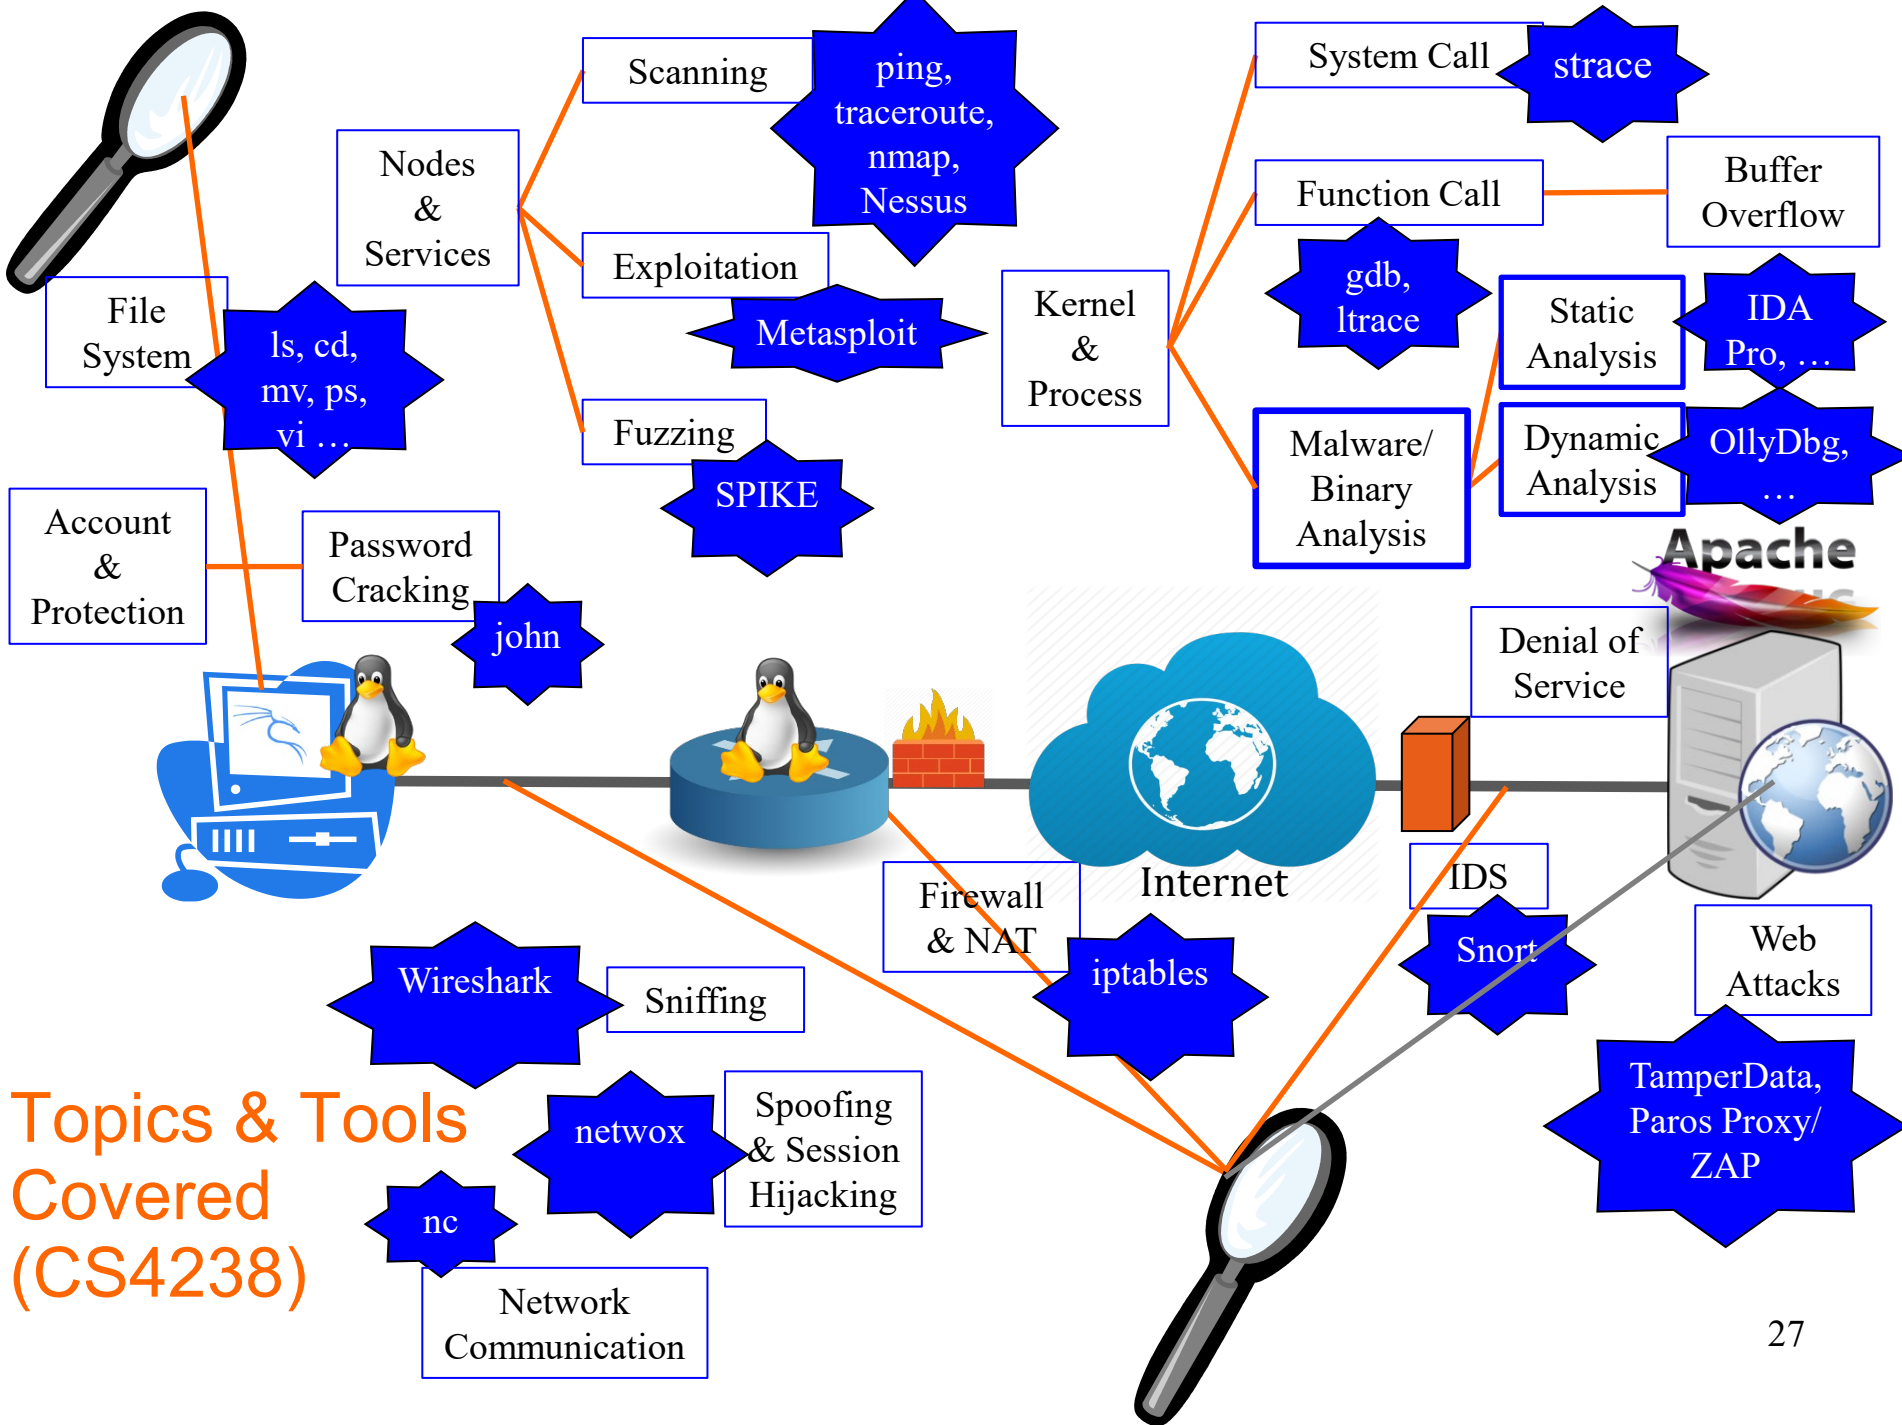 Scanning
ping,
traceroute,
nmap,
Nessus
System Call
strace
Nodes
&
Services
Function Call
Buffer
Overflow
Exploitation
Metasploit
gdb,
ltrace
Kernel
&
Process
Static
Analysis
IDA
Pro, …
File
System
ls, cd,
mv, ps,
vi …
Fuzzing
SPIKE
Malware/
Binary
Analysis
Dynamic
Analysis
OllyDbg,
…
Account
&
Protection
Password
Cracking
john
Apache
Denial of
Service
Internet
Firewall
& NAT
iptables
IDS
Snort
Web
Attacks
TamperData,
Paros Proxy/
ZAP
Wireshark
Sniffing
netwox
Spoofing
& Session
Hijacking
nc
Network
Communication
Topics & Tools
Covered
(CS4238)
27